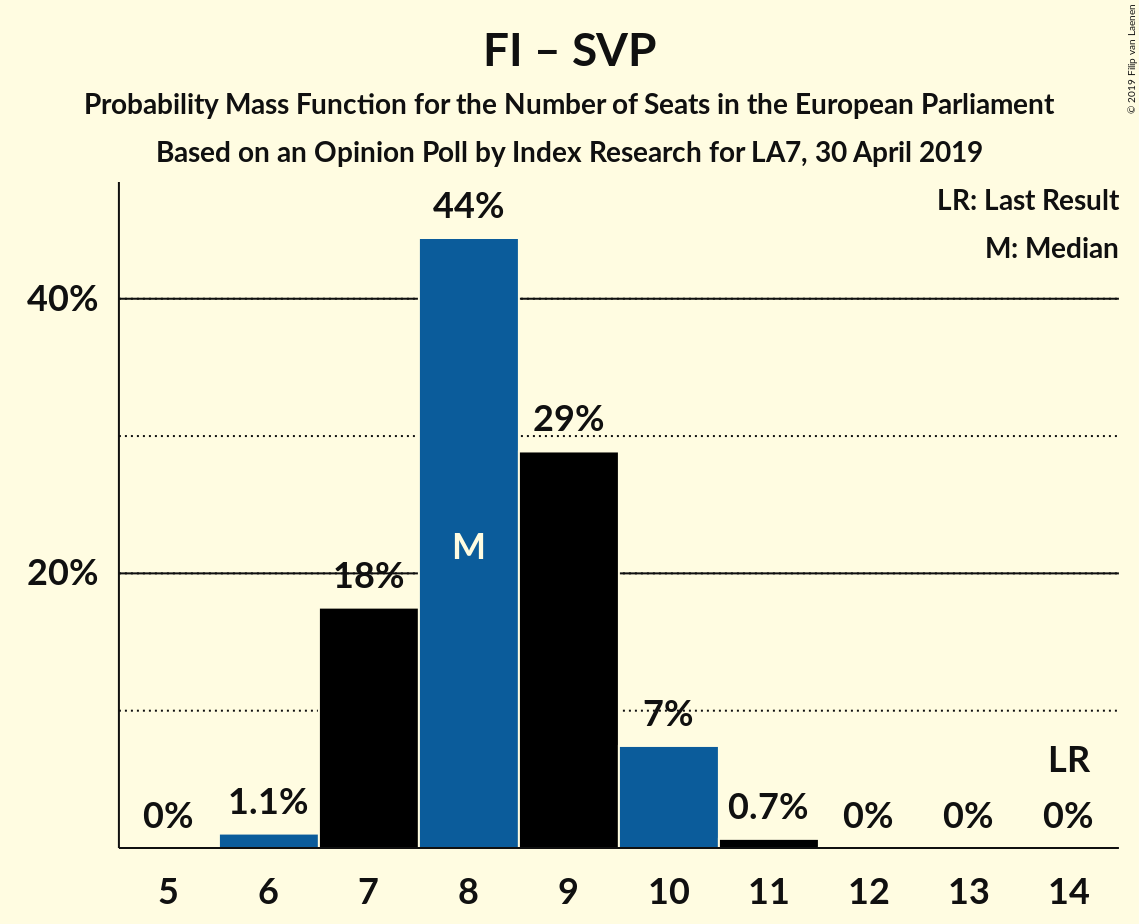 FI – SVP
Probability Mass Function for the Number of Seats in the European Parliament
Based on an Opinion Poll by Index Research for LA7, 30 April 2019
© 2019 Filip van Laenen
LR: Last Result
M: Median
40%
20%
0%
1.1%
18%
44%
M
29%
7%
0.7%
0%
0%
LR
0%
5 6 7 8 9 10 11 12 13 14